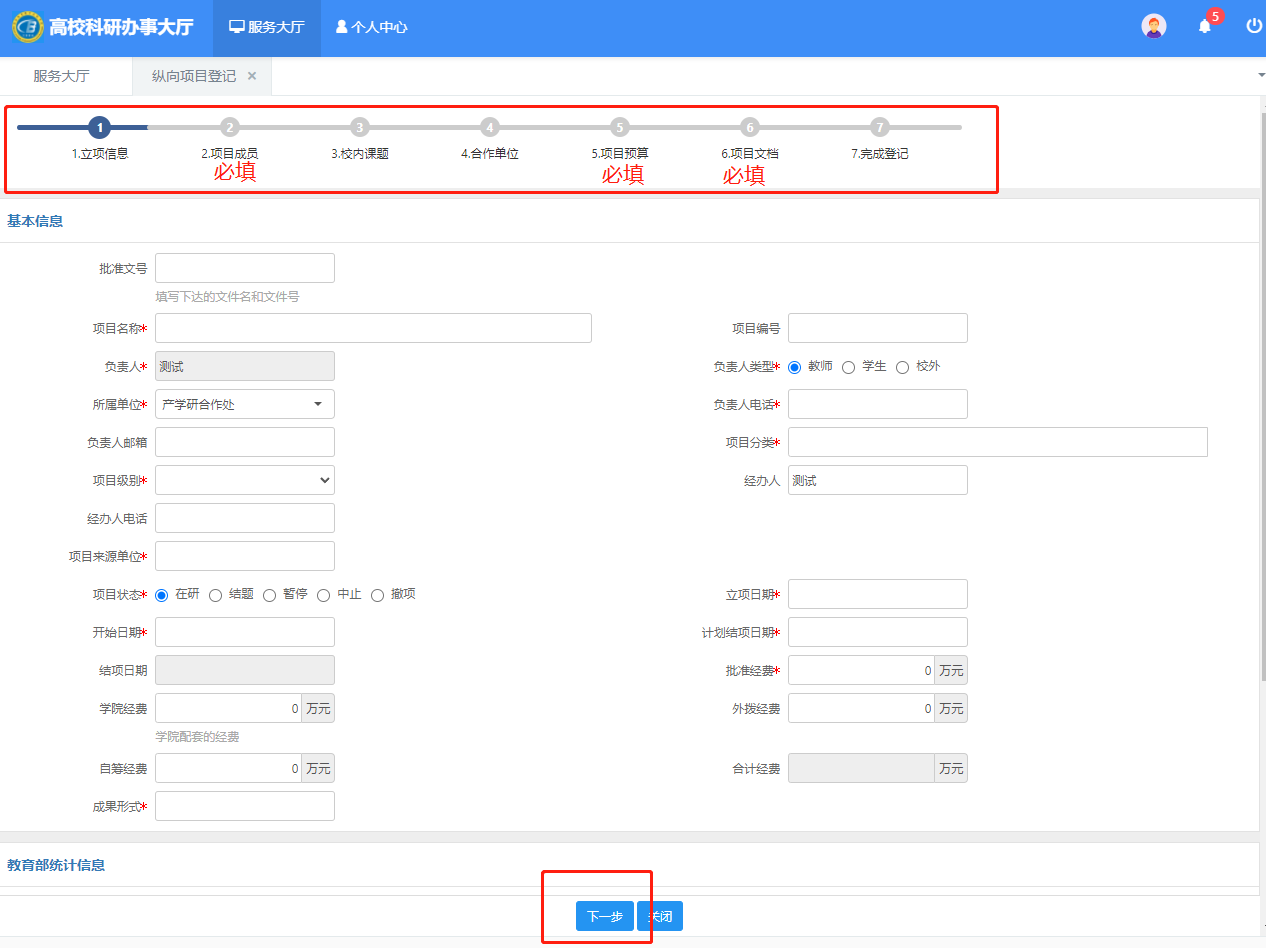 高校科研办事大厅 服务大厅 个人中心 5
服务大厅 纵向项目登记 ×
1 2 3 4 5 6 7
1.立项信息 2.项目成员 3.校内课题 4.合作单位 5.项目预算 6.项目文档 7.完成登记
必填 必填 必填
基本信息
批准文号
填写下达的文件名和文件号
项目名称* 项目编号
负责人* 测试 负责人类型* 教师 学生 校外
所属单位* 产学研合作处 负责人电话*
负责人邮箱 项目分类*
项目级别* 经办人 测试
经办人电话
项目来源单位*
项目状态* 在研 结题 暂停 中止 撤项 立项日期*
开始日期* 计划结项日期*
结项日期 批准经费* 0 万元
学院经费 0 万元 外拨经费 0 万元
学院配套的经费
自筹经费 0 万元 合计经费 万元
成果形式*
教育部统计信息
下一步 关闭